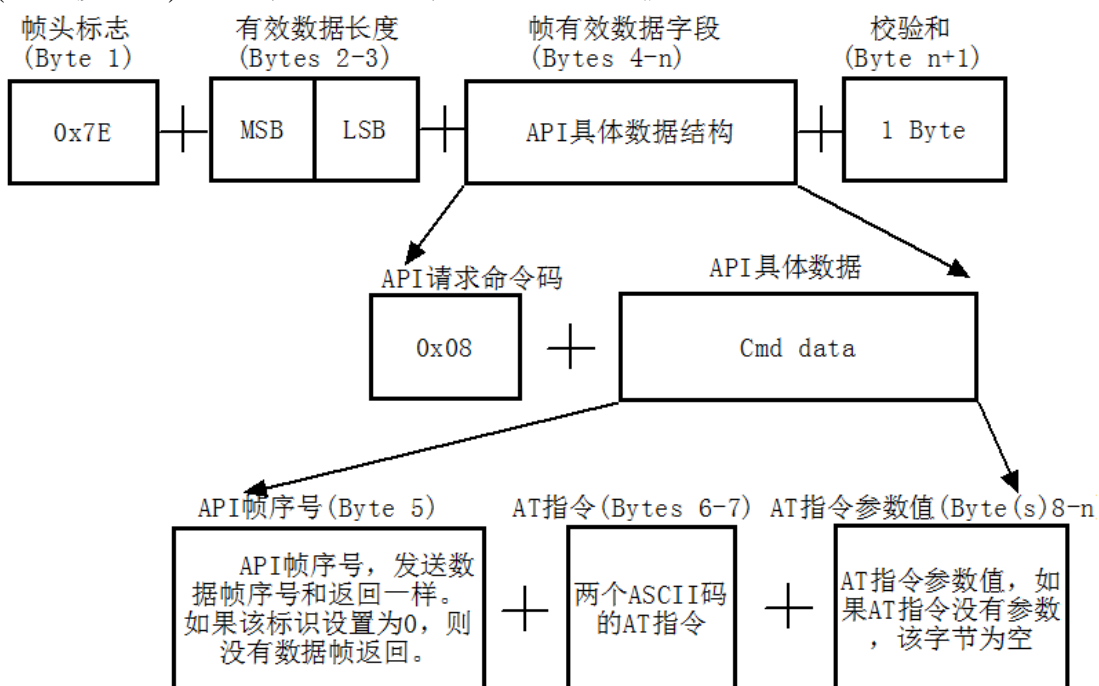 帧头标志 有效数据长度 帧有效数据字段 校验和
(Byte 1) (Bytes 2-3) (Bytes 4-n) (Byte n+1)
0x7E MSB LSB API具体数据结构 1 Byte
API请求命令码 API具体数据
0x08 Cmd data
API帧序号(Byte 5) AT指令(Bytes 6-7) AT指令参数值(Byte(s)8-n
API帧序号，发送数
据帧序号和返回一样。
如果该标识设置为0，则
没有数据帧返回。
两个ASCII码
的AT指令
AT指令参数值，如
果AT指令没有参数
，该字节为空